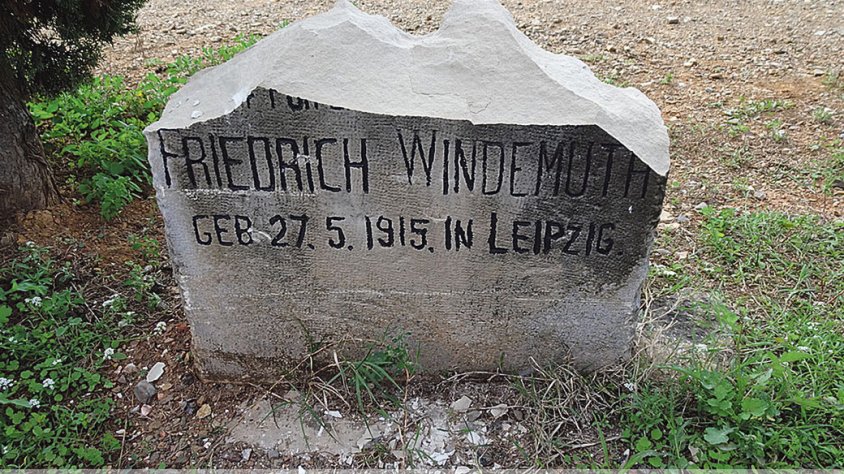 FRIEDRICH WINDEMUTH
GEB 27. 5. 1915. IN LEIPZIG.